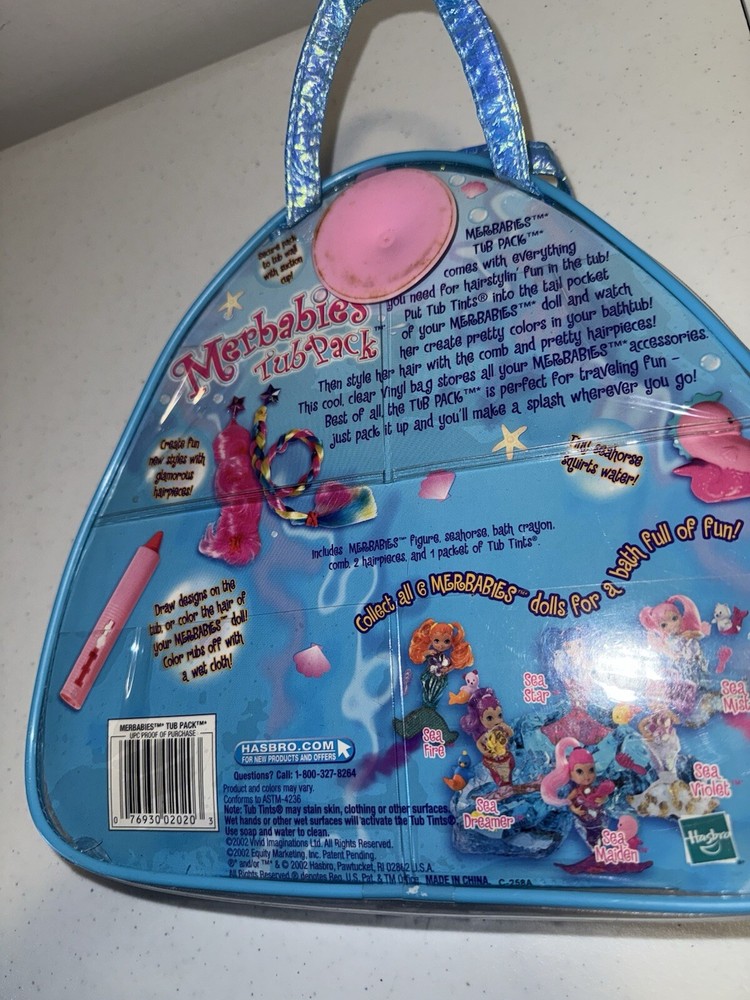 Secure pack
to tub wall
with suction
cup!
Merbabies™
Tub Pack
MERBABIES™*
TUB PACK™*
comes with everything
you need for hairstylin' fun in the tub!
Put Tub Tints® into the tail pocket
of your MERBABIES™* doll and watch
her create pretty colors in your bathtub!
Then style her hair with the comb and pretty hairpieces!
This cool, clear vinyl bag stores all your MERBABIES™* accessories.
Best of all, the TUB PACK™* is perfect for traveling fun –
just pack it up and you'll make a splash wherever you go!
Create fun
new styles with
glamorous
hairpieces!
Tiny seahorse
squirts water!
Includes MERBABIES™ figure, seahorse, bath crayon,
comb, 2 hairpieces, and 1 packet of Tub Tints®.
Draw designs on the
tub, or color the hair of
your MERBABIES™ doll!
Color rubs off with
a wet cloth!
Collect all 6 MERBABIES™* dolls for a bath full of fun!
Sea
Fire
Sea
Star
Sea
Mist
Sea
Dreamer
Sea
Maiden
Sea
Violet
MERBABIES™* TUB PACK™*
UPC PROOF OF PURCHASE
0 76930 02020 3
HASBRO.COM
FOR NEW PRODUCTS AND OFFERS
Questions? Call: 1-800-327-8264
Product and colors may vary.
Conforms to ASTM-4236
Note: Tub Tints® may stain skin, clothing or other surfaces.
Wet hands or other wet surfaces will activate the Tub Tints®.
Use soap and water to clean.
©2002 Vivid Imaginations Ltd. All Rights Reserved.
©2002 Equity Marketing, Inc. Patent Pending.
®* and/or ™* & © 2002 Hasbro, Pawtucket, RI 02862 U.S.A.
All Rights Reserved. ® denotes Reg. U.S. Pat. & TM Office. MADE IN CHINA. C-258A
Hasbro